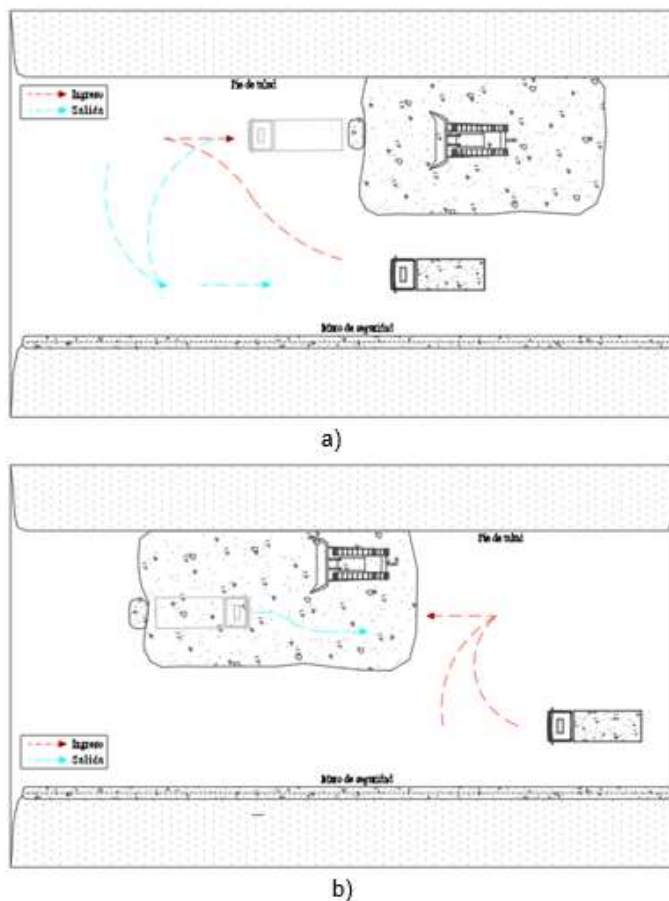 Pie de talud
Ingreso
Salida
Muro de seguridad
a)
Pie de talud
Ingreso
Salida
Muro de seguridad
b)